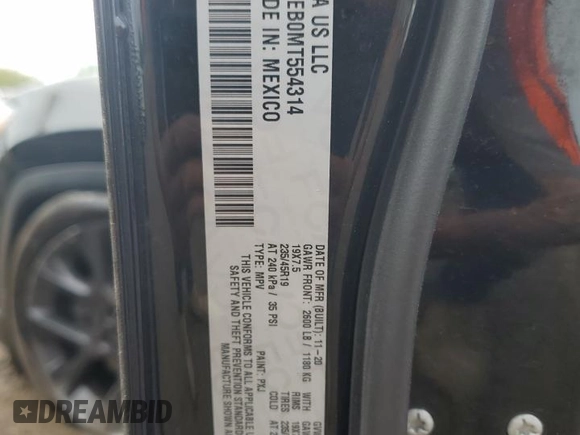 A US LLC
EB0MT554314
DE IN: MEXICO
DATE OF MFR (BUILT): 11-20
GAWR FRONT: 2600 LB / 1180 KG WITH
19X7.5 RIMS
235/45R19 TIRES
AT 240 kPa / 35 PSI COLD
TYPE: MPV PAINT: PXJ
THIS VEHICLE CONFORMS TO ALL APPLICABLE
SAFETY AND THEFT PREVENTION STANDARD
MANUFACTURE SHOWN
DREAMBID